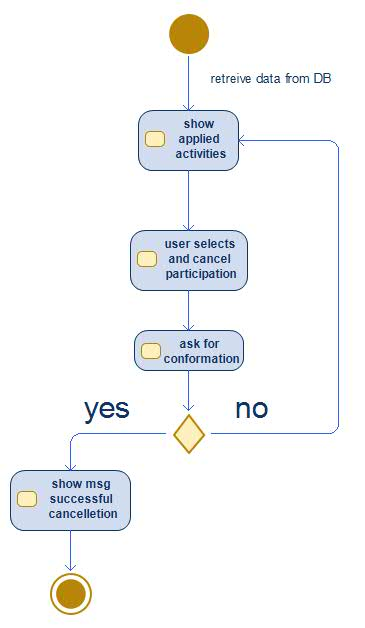 retreive data from DB
show
applied
activities
user selects
and cancel
participation
ask for
conformation
yes
no
show msg
successful
cancelletion